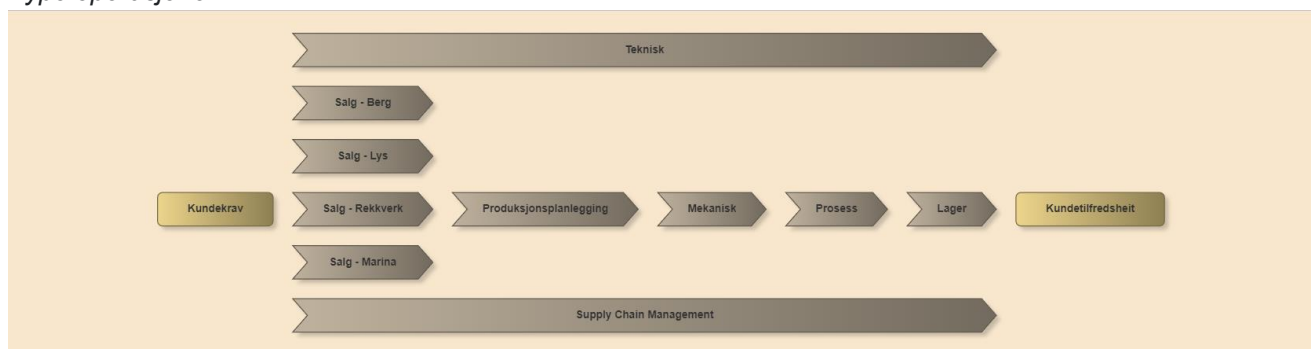 Teknisk
Salg - Berg
Salg - Lys
Kundekrav
Salg - Rekkverk
Produksjonsplanlegging
Mekanisk
Prosess
Lager
Kundetilfredsheit
Salg - Marina
Supply Chain Management